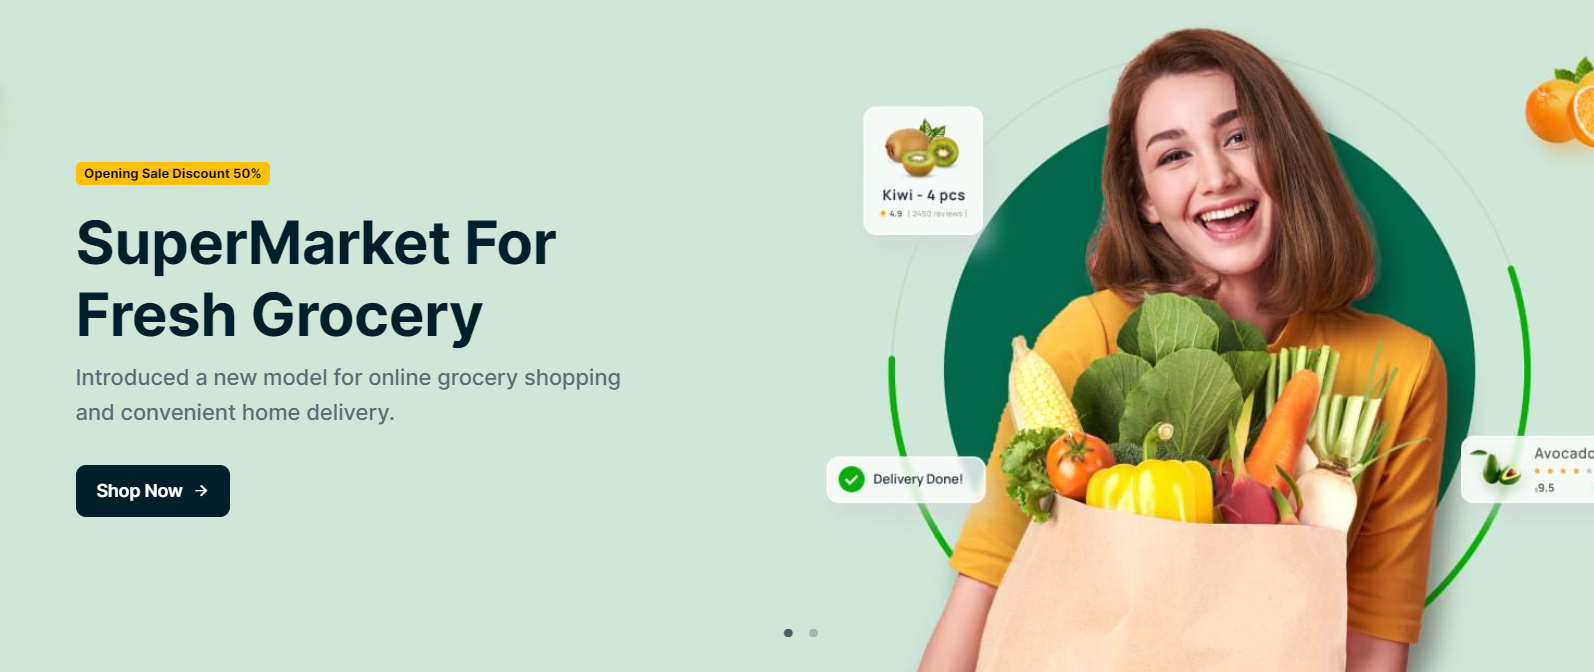 Opening Sale Discount 50%
SuperMarket For
Fresh Grocery
Introduced a new model for online grocery shopping
and convenient home delivery.
Shop Now
Kiwi - 4 pcs
4.9 ( 2450 reviews )
Delivery Done!
Avocado
9.5